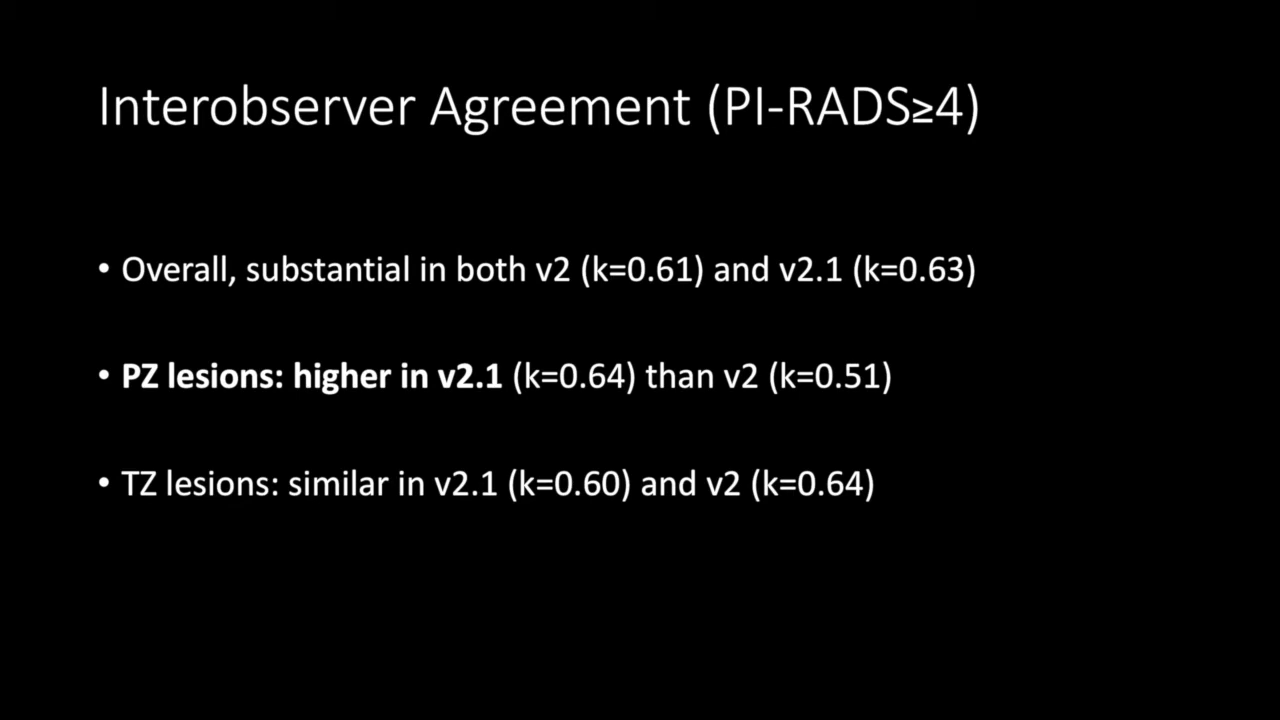 Interobserver Agreement (PI-RADS≥4)
• Overall, substantial in both v2 (k=0.61) and v2.1 (k=0.63)
• PZ lesions: higher in v2.1 (k=0.64) than v2 (k=0.51)
• TZ lesions: similar in v2.1 (k=0.60) and v2 (k=0.64)